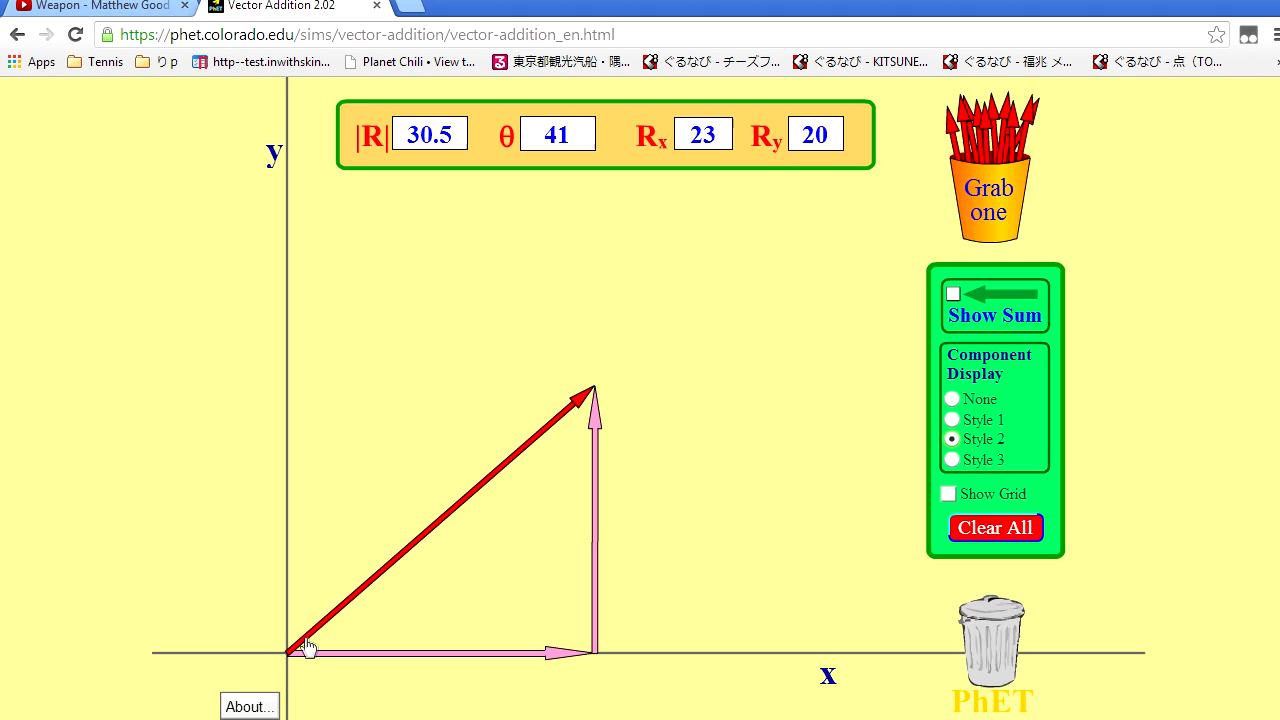 Weapon - Matthew Good
Vector Addition 2.02
https://phet.colorado.edu/sims/vector-addition/vector-addition_en.html
Apps Tennis りp http--test.inwithskin... Planet Chili • View t... 東京都観光汽船・隅... ぐるなび - チーズフ... ぐるなび - KITSUNE... ぐるなび - 福兆 メ... ぐるなび - 点（TO...
|R| 30.5 θ 41 Rx 23 Ry 20
y
Grab
one
Show Sum
Component
Display
None
Style 1
Style 2
Style 3
Show Grid
Clear All
x
PhET
About...